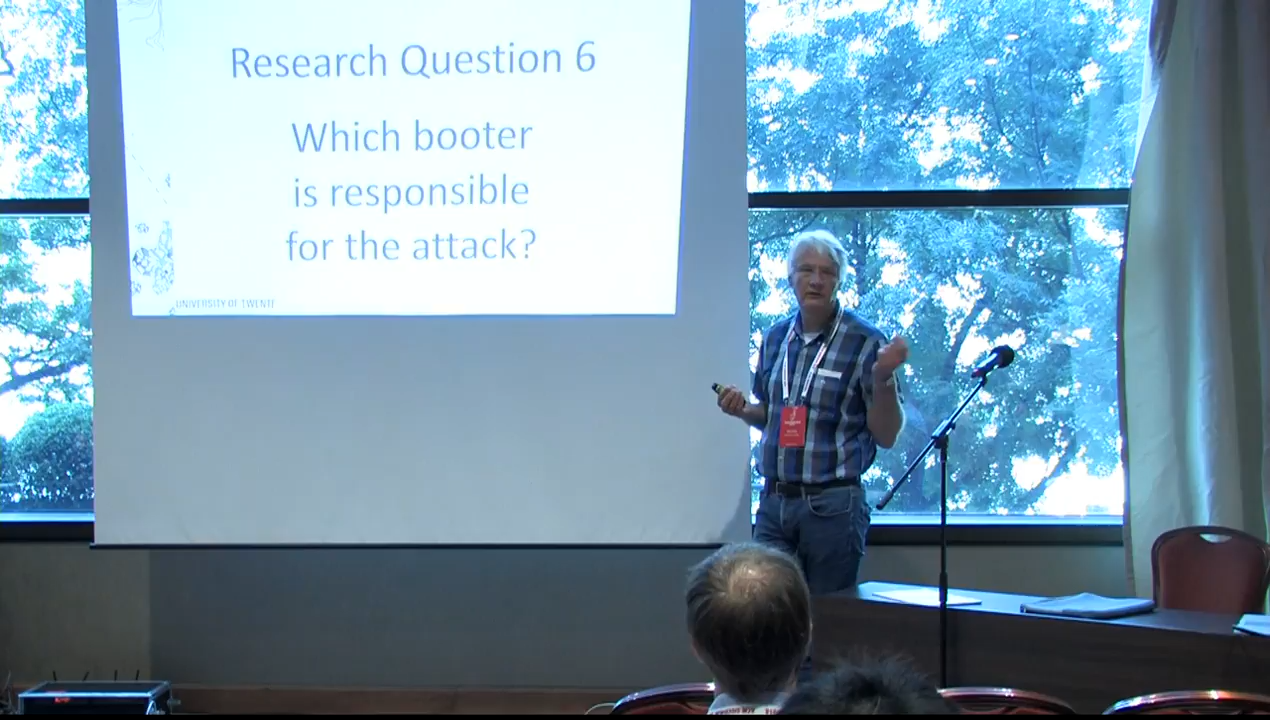 Research Question 6
Which booter
is responsible
for the attack?
UNIVERSITY OF TWENTE